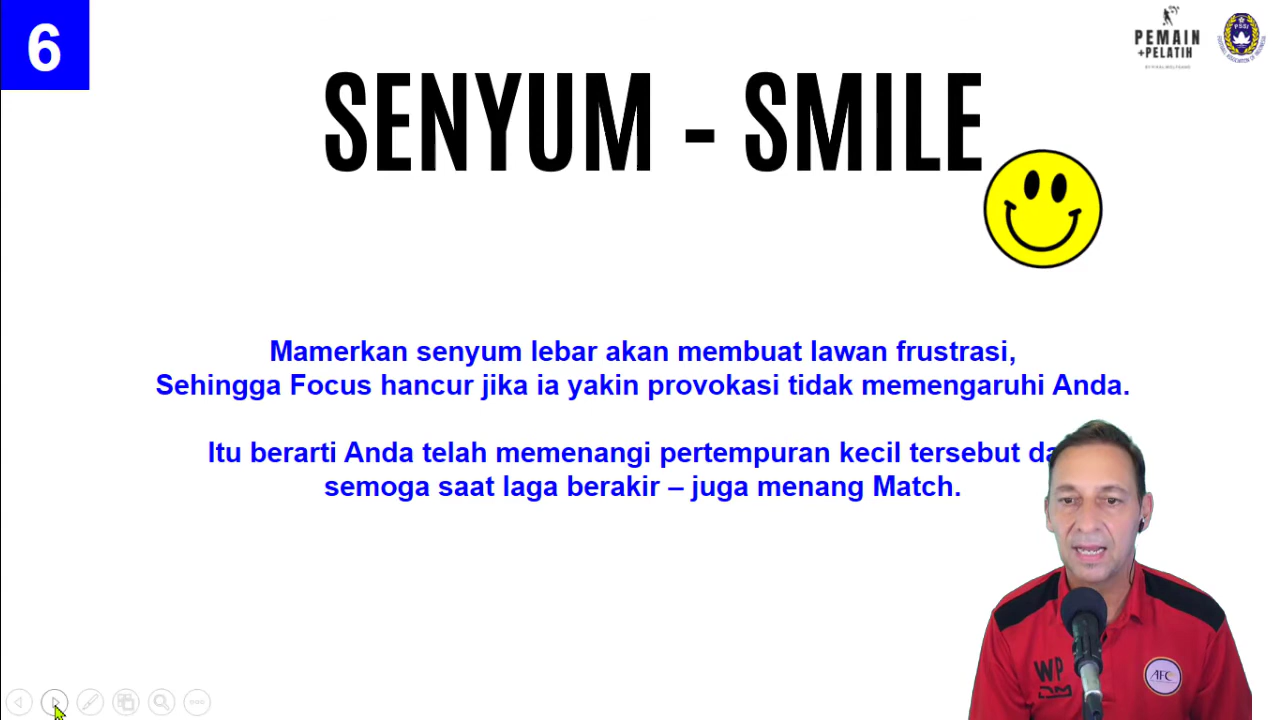 6
PEMAIN
+PELATIH
SENYUM - SMILE
Mamerkan senyum lebar akan membuat lawan frustrasi,
Sehingga Focus hancur jika ia yakin provokasi tidak memengaruhi Anda.
Itu berarti Anda telah memenangi pertempuran kecil tersebut
semoga saat laga berakir – juga menang Match.
WP
AFC